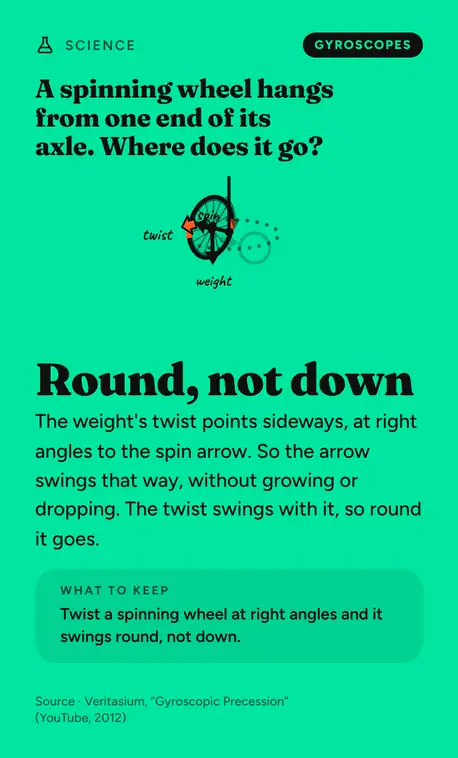 SCIENCE
GYROSCOPES
A spinning wheel hangs
from one end of its
axle. Where does it go?
spin
twist
weight
Round, not down
The weight's twist points sideways, at right
angles to the spin arrow. So the arrow
swings that way, without growing or
dropping. The twist swings with it, so round
it goes.
WHAT TO KEEP
Twist a spinning wheel at right angles and it
swings round, not down.
Source · Veritasium, “Gyroscopic Precession”
(YouTube, 2012)